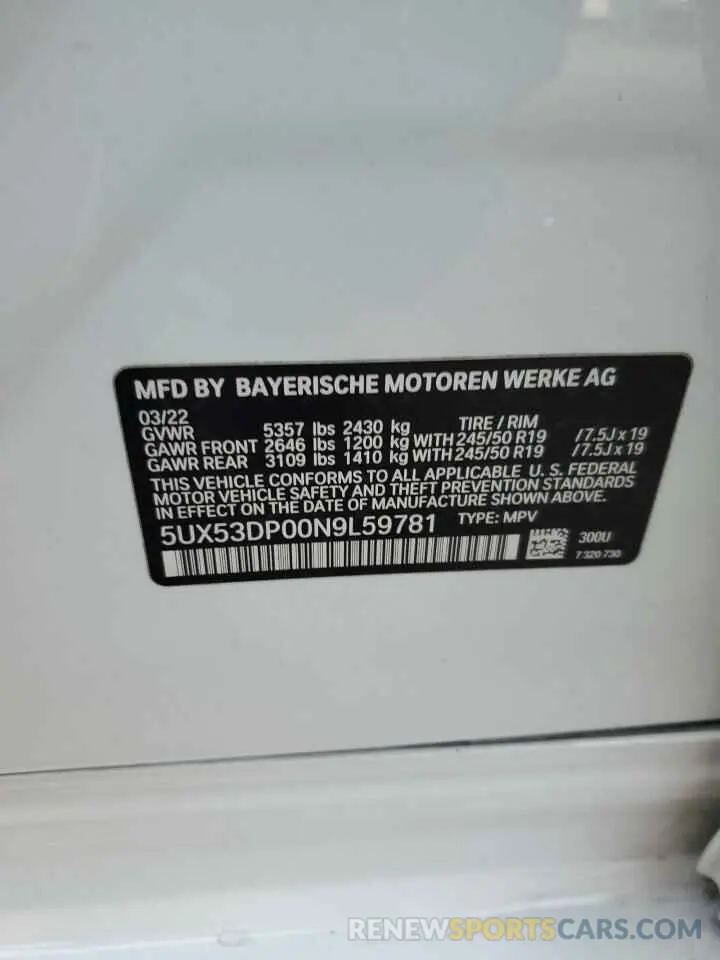 MFD BY BAYERISCHE MOTOREN WERKE AG
03/22
GVWR 5357 lbs 2430 kg TIRE / RIM
GAWR FRONT 2646 lbs 1200 kg WITH 245/50 R19 /7.5J x 19
GAWR REAR 3109 lbs 1410 kg WITH 245/50 R19 /7.5J x 19
THIS VEHICLE CONFORMS TO ALL APPLICABLE U. S. FEDERAL
MOTOR VEHICLE SAFETY AND THEFT PREVENTION STANDARDS
IN EFFECT ON THE DATE OF MANUFACTURE SHOWN ABOVE.
5UX53DP00N9L59781 TYPE: MPV
300U
7 320 730
RENEWSPORTSCARS.COM